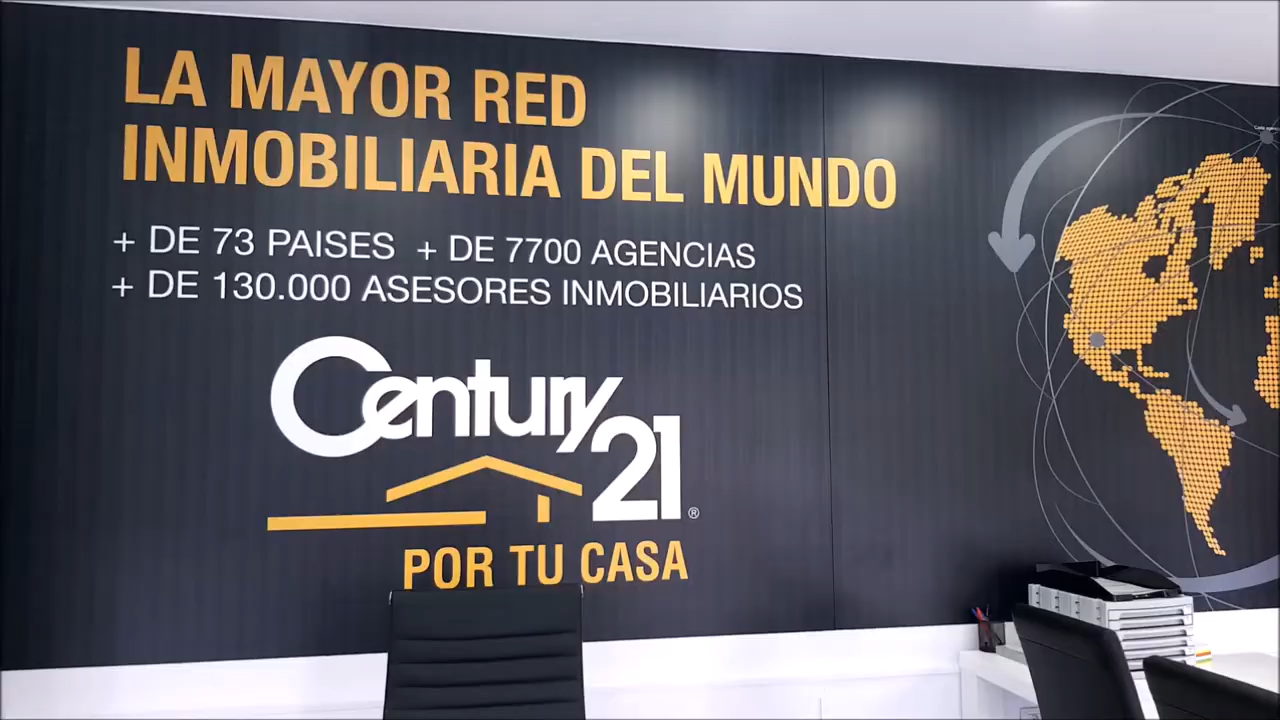 LA MAYOR RED
INMOBILIARIA DEL MUNDO
+ DE 73 PAISES + DE 7700 AGENCIAS
+ DE 130.000 ASESORES INMOBILIARIOS
Century
21®
POR TU CASA